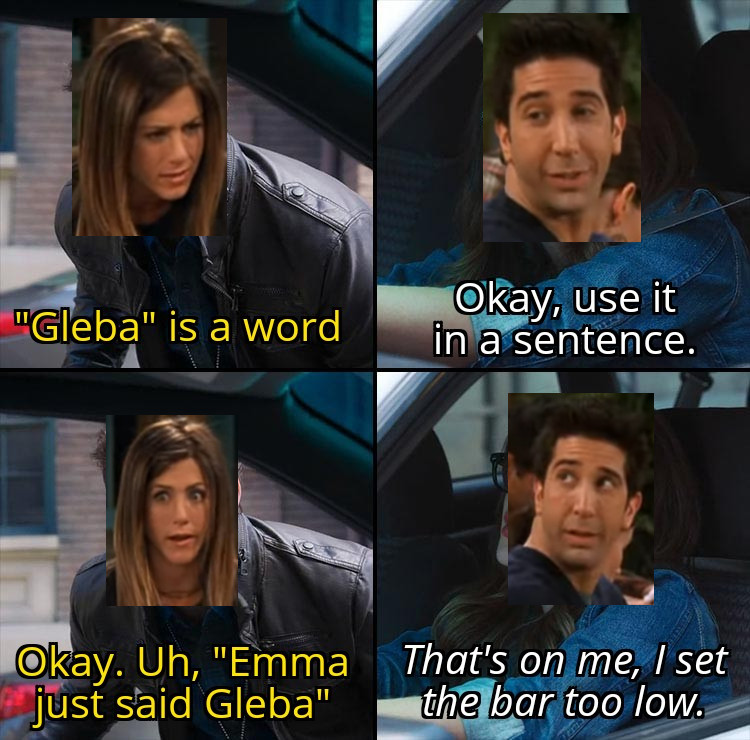 "Gleba" is a word
Okay, use it
in a sentence.
Okay. Uh, "Emma
just said Gleba"
That's on me, I set
the bar too low.